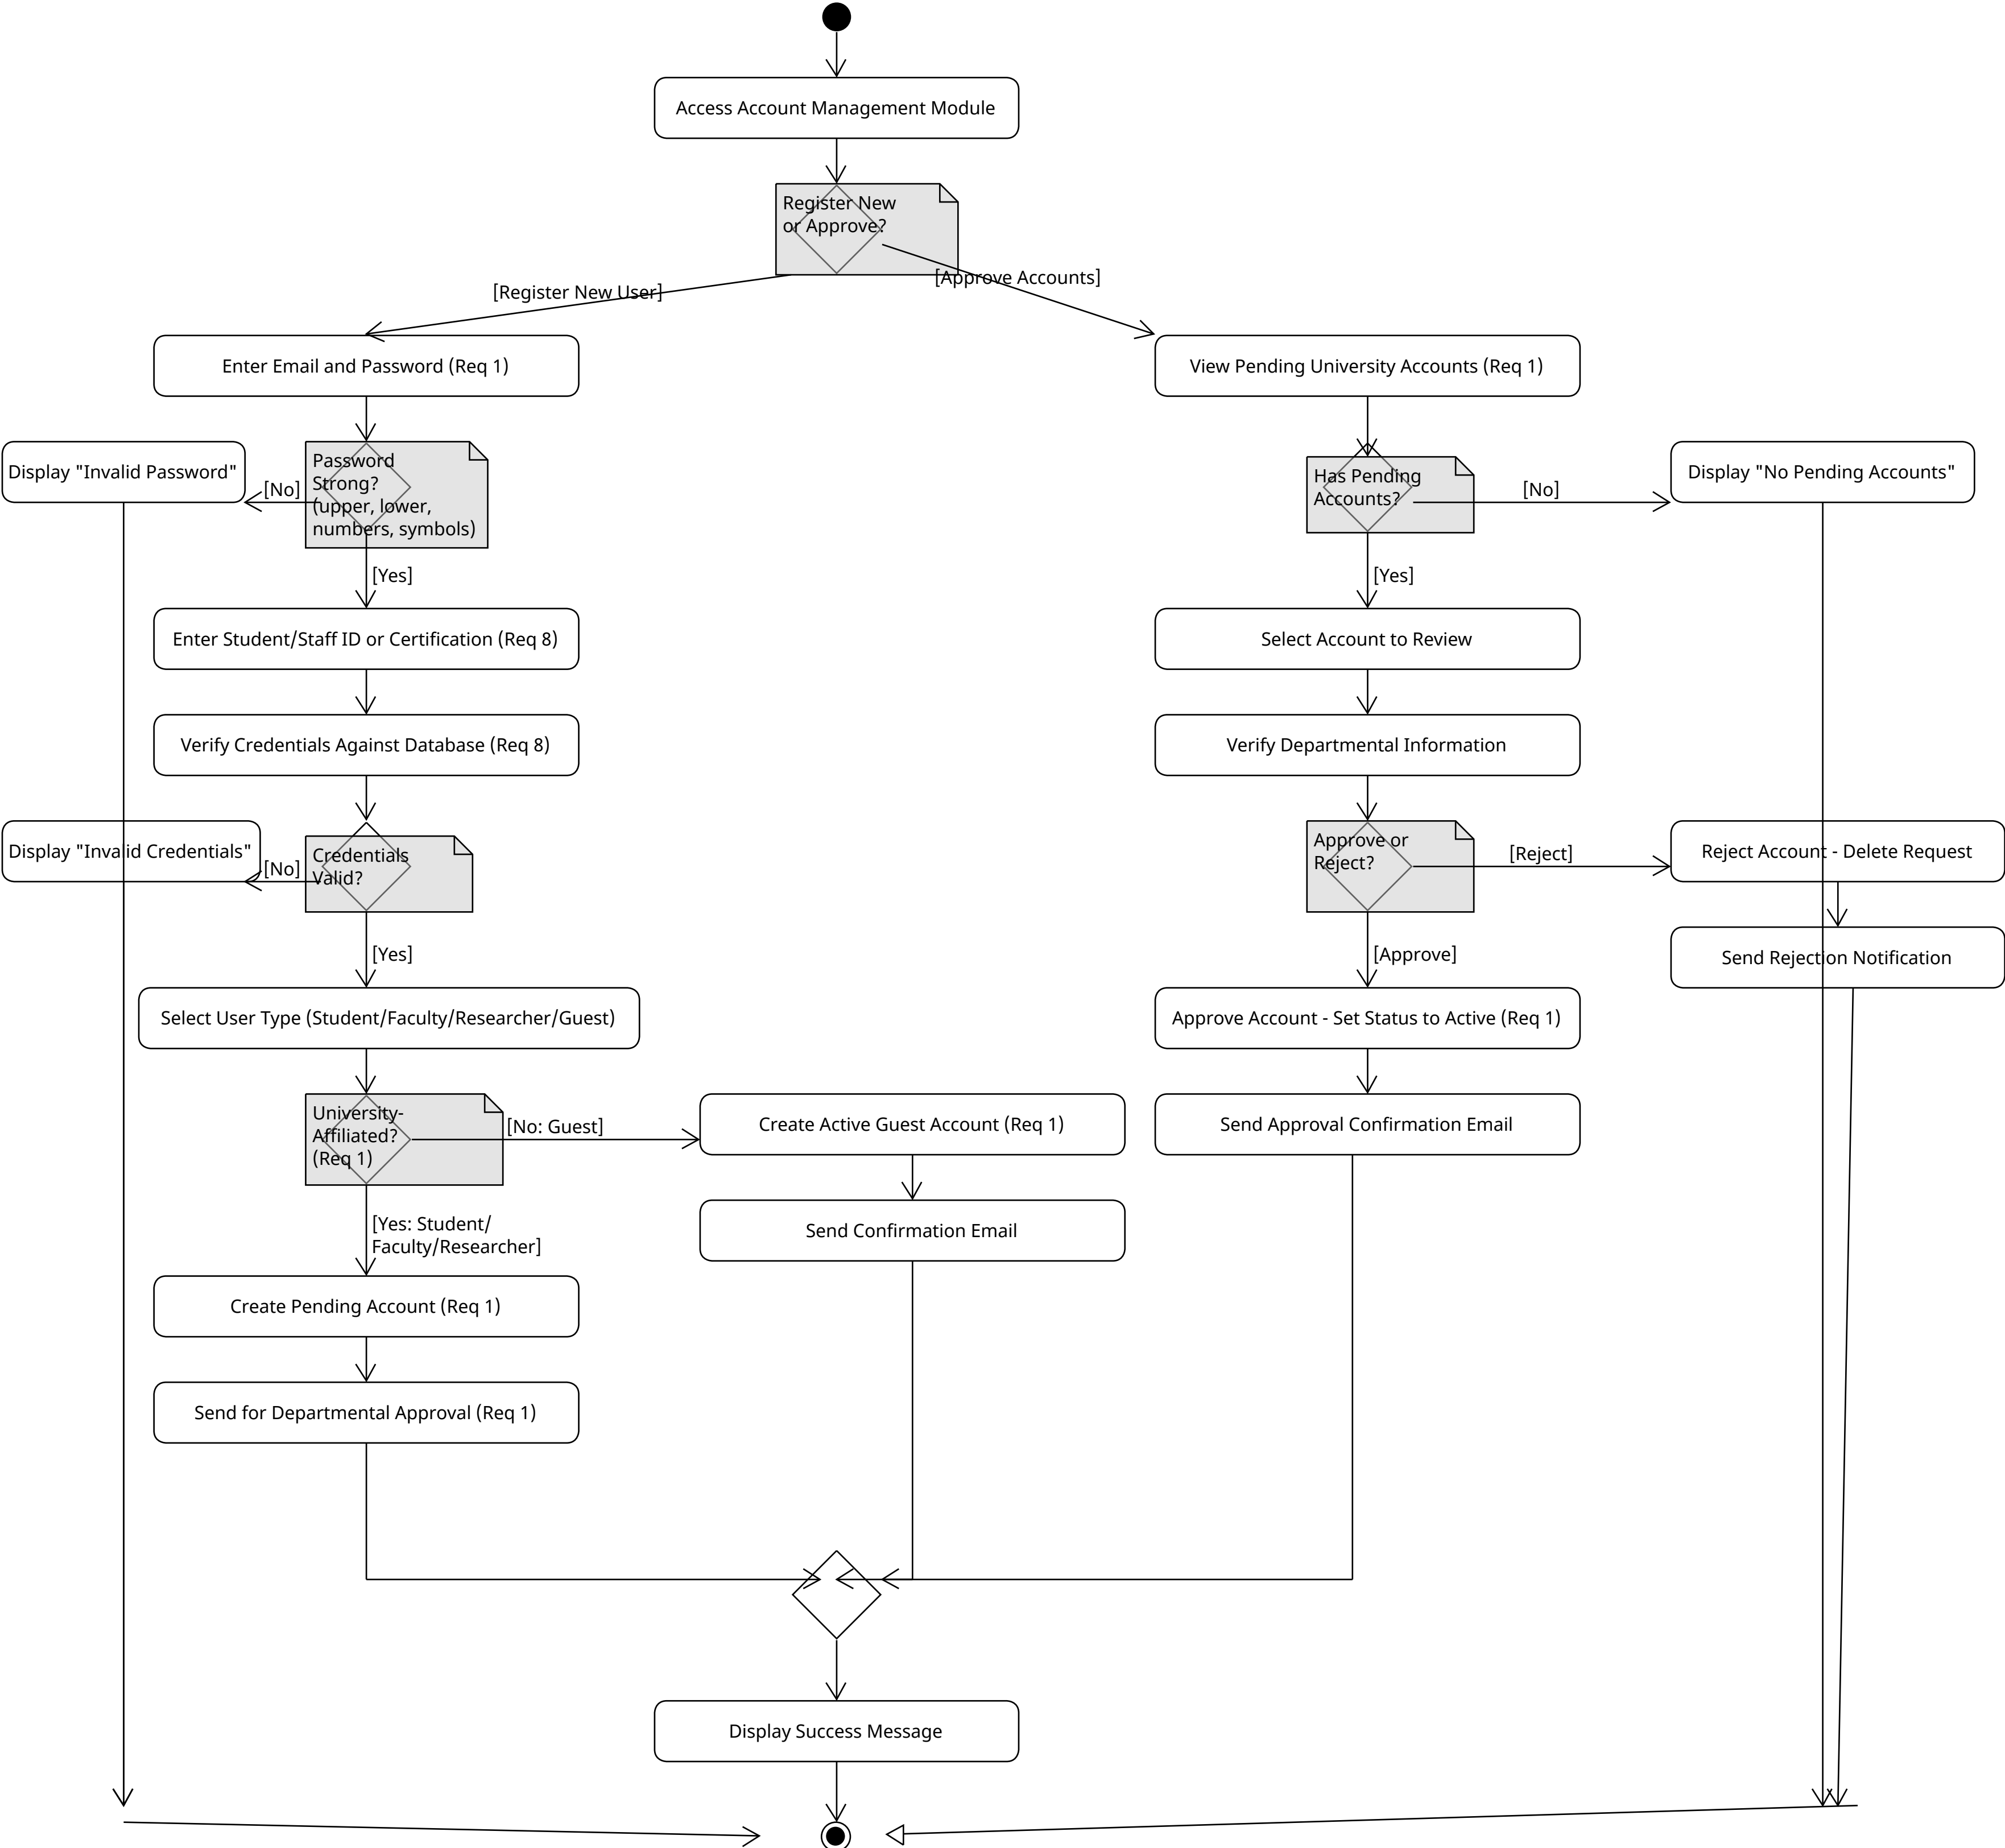 Access Account Management Module
Register New
or Approve?
[Register New User]
[Approve Accounts]
Enter Email and Password (Req 1)
View Pending University Accounts (Req 1)
Display "Invalid Password"
[No]
Password
Strong?
(upper, lower,
numbers, symbols)
Has Pending
Accounts?
[No]
Display "No Pending Accounts"
[Yes]
[Yes]
Enter Student/Staff ID or Certification (Req 8)
Select Account to Review
Verify Credentials Against Database (Req 8)
Verify Departmental Information
Display "Invalid Credentials"
[No]
Credentials
Valid?
Approve or
Reject?
[Reject]
Reject Account - Delete Request
[Yes]
[Approve]
Send Rejection Notification
Select User Type (Student/Faculty/Researcher/Guest)
Approve Account - Set Status to Active (Req 1)
University-
Affiliated?
(Req 1)
[No: Guest]
Create Active Guest Account (Req 1)
Send Approval Confirmation Email
[Yes: Student/
Faculty/Researcher]
Send Confirmation Email
Create Pending Account (Req 1)
Send for Departmental Approval (Req 1)
Display Success Message